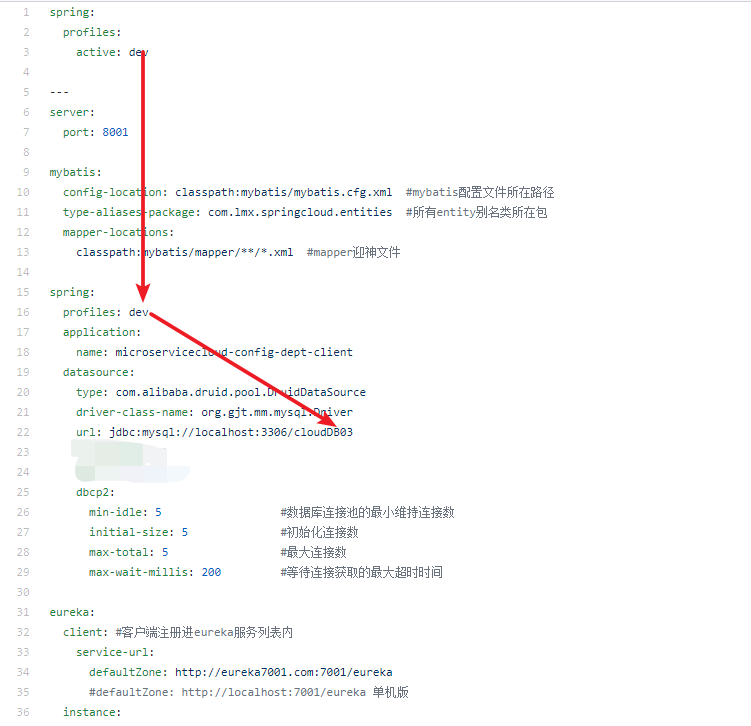 1 spring:
2 profiles:
3 active: dev
4
5 ---
6 server:
7 port: 8001
8
9 mybatis:
10 config-location: classpath:mybatis/mybatis.cfg.xml #mybatis配置文件所在路径
11 type-aliases-package: com.lmx.springcloud.entities #所有entity别名类所在包
12 mapper-locations:
13 classpath:mybatis/mapper/**/*.xml #mapper迎神文件
14
15 spring:
16 profiles: dev
17 application:
18 name: microservicecloud-config-dept-client
19 datasource:
20 type: com.alibaba.druid.pool.DruidDataSource
21 driver-class-name: org.gjt.mm.mysql.Driver
22 url: jdbc:mysql://localhost:3306/cloudDB03
23
24
25 dbcp2:
26 min-idle: 5 #数据库连接池的最小维持连接数
27 initial-size: 5 #初始化连接数
28 max-total: 5 #最大连接数
29 max-wait-millis: 200 #等待连接获取的最大超时时间
30
31 eureka:
32 client: #客户端注册进eureka服务列表内
33 service-url:
34 defaultZone: http://eureka7001.com:7001/eureka
35 #defaultZone: http://localhost:7001/eureka 单机版
36 instance: